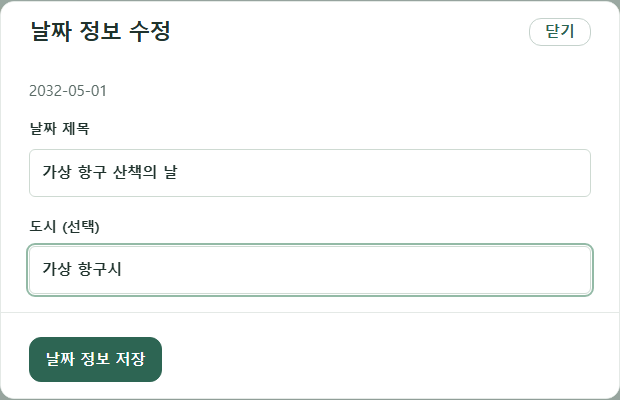 날짜 정보 수정
닫기
2032-05-01
날짜 제목
가상 항구 산책의 날
도시 (선택)
가상 항구시
날짜 정보 저장